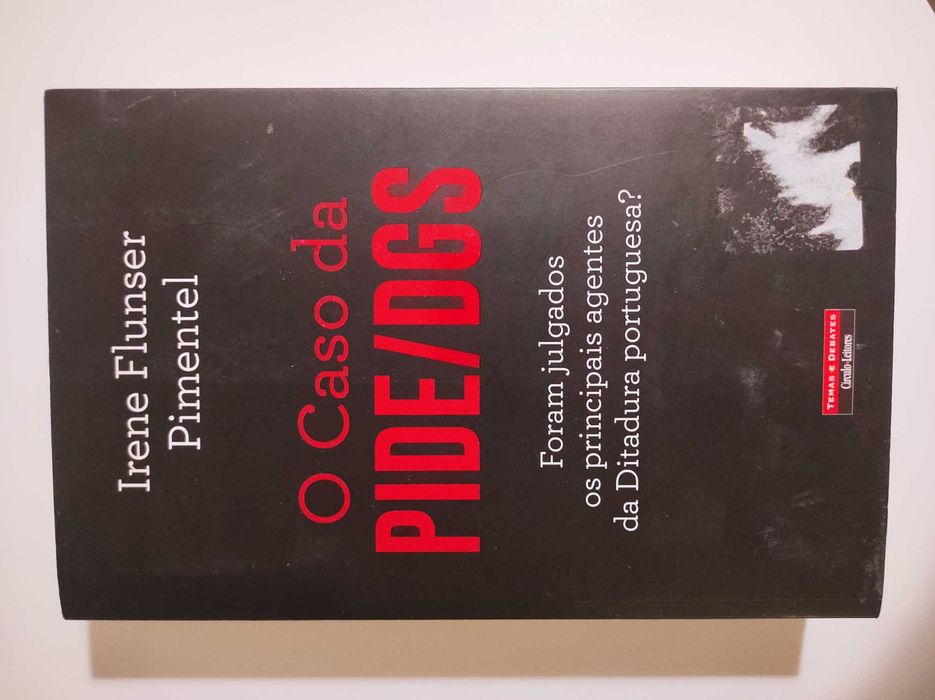 Irene Flunser
Pimentel
O Caso da
PIDE/DGS
Foram julgados
os principais agentes
da Ditadura portuguesa?
TEMAS E DEBATES
Círculo-Leitores